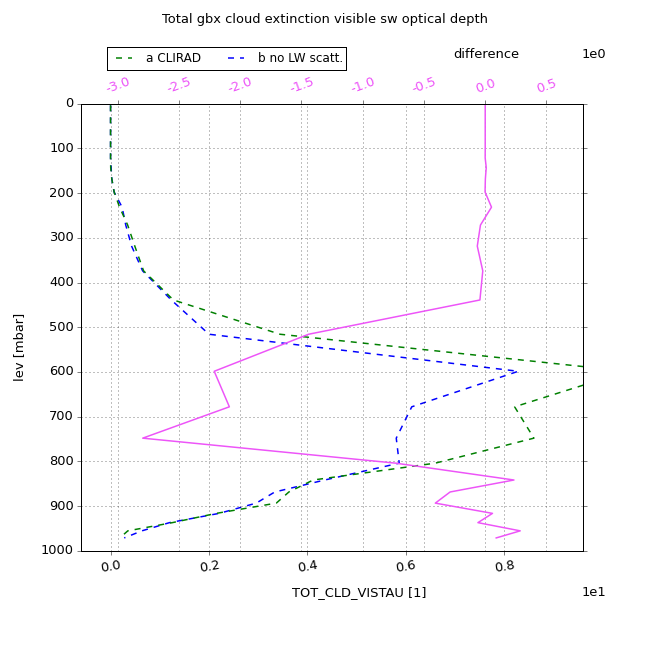 Total gbx cloud extinction visible sw optical depth
a CLIRAD b no LW scatt.
difference 1e0
-3.0 -2.5 -2.0 -1.5 -1.0 -0.5 0.0 0.5
0
100
200
300
400
500
600
700
800
900
1000
lev [mbar]
0.0 0.2 0.4 0.6 0.8
TOT_CLD_VISTAU [1] 1e1